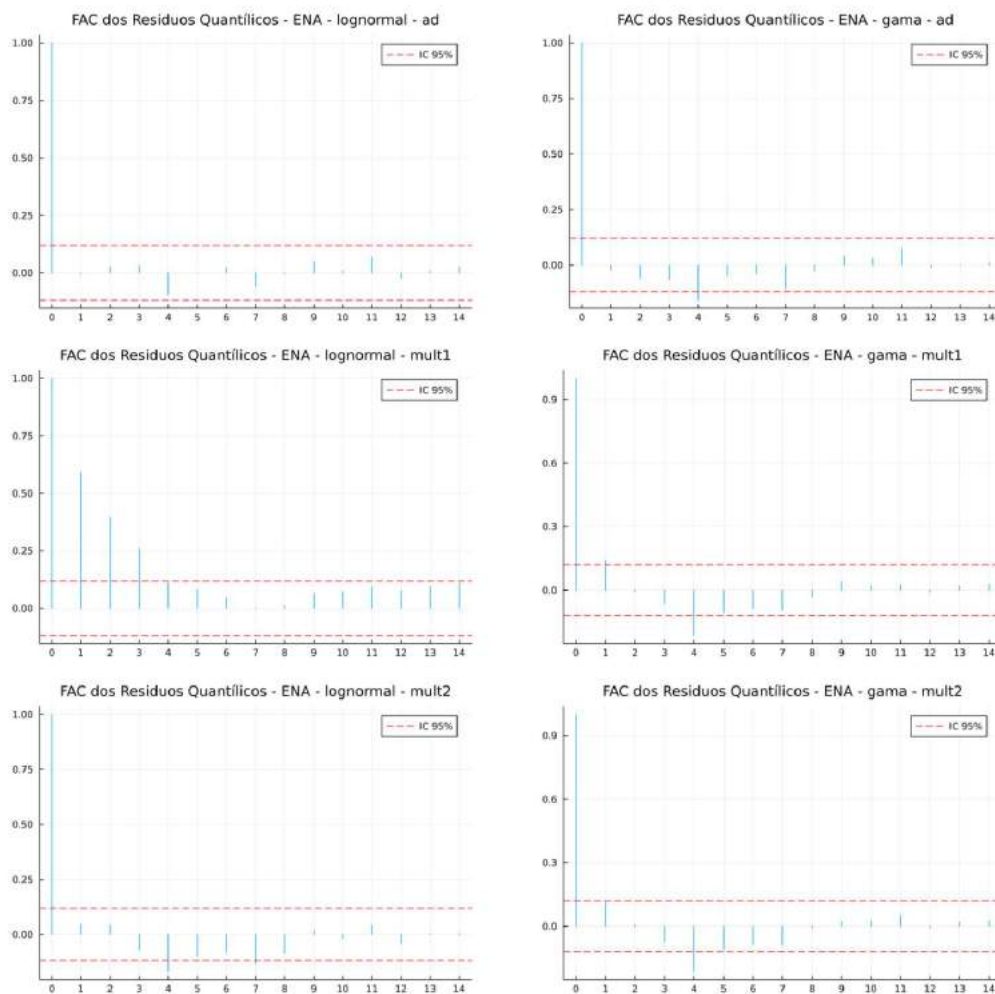 FAC dos Residuos Quantílicos - ENA - lognormal - ad
IC 95%
1.00
0.75
0.50
0.25
0.00
0 1 2 3 4 5 6 7 8 9 10 11 12 13 14
FAC dos Residuos Quantílicos - ENA - gama - ad
IC 95%
1.00
0.75
0.50
0.25
0.00
0 1 2 3 4 5 6 7 8 9 10 11 12 13 14
FAC dos Residuos Quantílicos - ENA - lognormal - mult1
IC 95%
1.00
0.75
0.50
0.25
0.00
0 1 2 3 4 5 6 7 8 9 10 11 12 13 14
FAC dos Residuos Quantílicos - ENA - gama - mult1
IC 95%
0.9
0.6
0.3
0.0
0 1 2 3 4 5 6 7 8 9 10 11 12 13 14
FAC dos Residuos Quantílicos - ENA - lognormal - mult2
IC 95%
1.00
0.75
0.50
0.25
0.00
0 1 2 3 4 5 6 7 8 9 10 11 12 13 14
FAC dos Residuos Quantílicos - ENA - gama - mult2
IC 95%
0.9
0.6
0.3
0.0
0 1 2 3 4 5 6 7 8 9 10 11 12 13 14